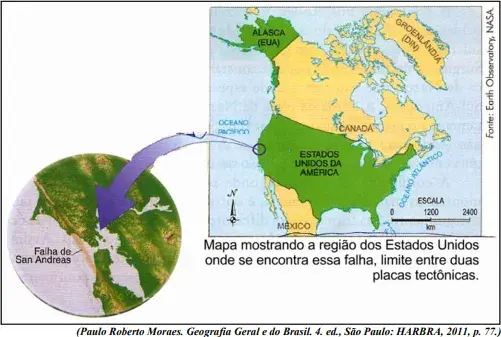 ALASCA
(EUA)
GROENLÂNDIA
(DIN)
Fonte: Earth Observatory, NASA.
OCEANO
PACÍFICO
CANADÁ
ESTADOS
UNIDOS DA
AMÉRICA
OCEANO ATLÂNTICO
N
ESCALA
0 1200 2400
km
MÉXICO
Falha de
San Andreas
Mapa mostrando a região dos Estados Unidos
onde se encontra essa falha, limite entre duas
placas tectônicas.
(Paulo Roberto Moraes. Geografia Geral e do Brasil. 4. ed., São Paulo: HARBRA, 2011, p. 77.)